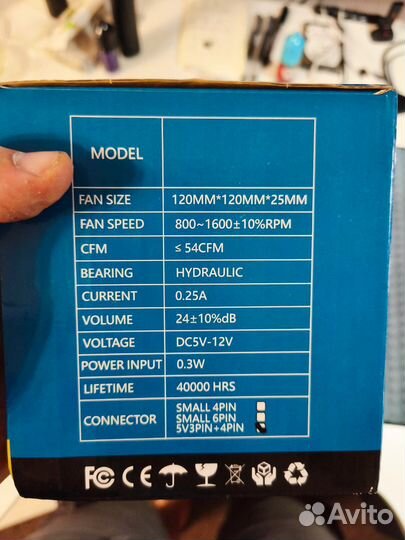 MODEL
FAN SIZE 120MM*120MM*25MM
FAN SPEED 800~1600±10%RPM
CFM ≤ 54CFM
BEARING HYDRAULIC
CURRENT 0.25A
VOLUME 24±10%dB
VOLTAGE DC5V-12V
POWER INPUT 0.3W
LIFETIME 40000 HRS
CONNECTOR SMALL 4PIN
SMALL 6PIN
5V3PIN+4PIN
FC CE
Avito